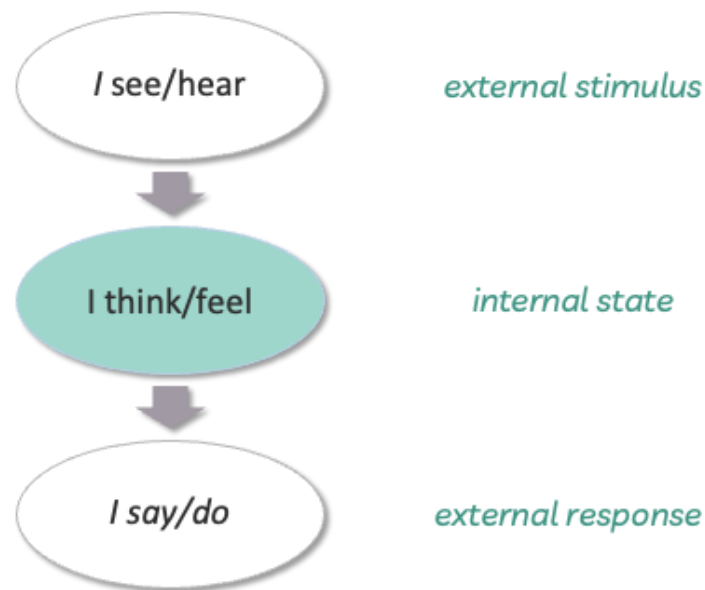 I see/hear
external stimulus
I think/feel
internal state
I say/do
external response